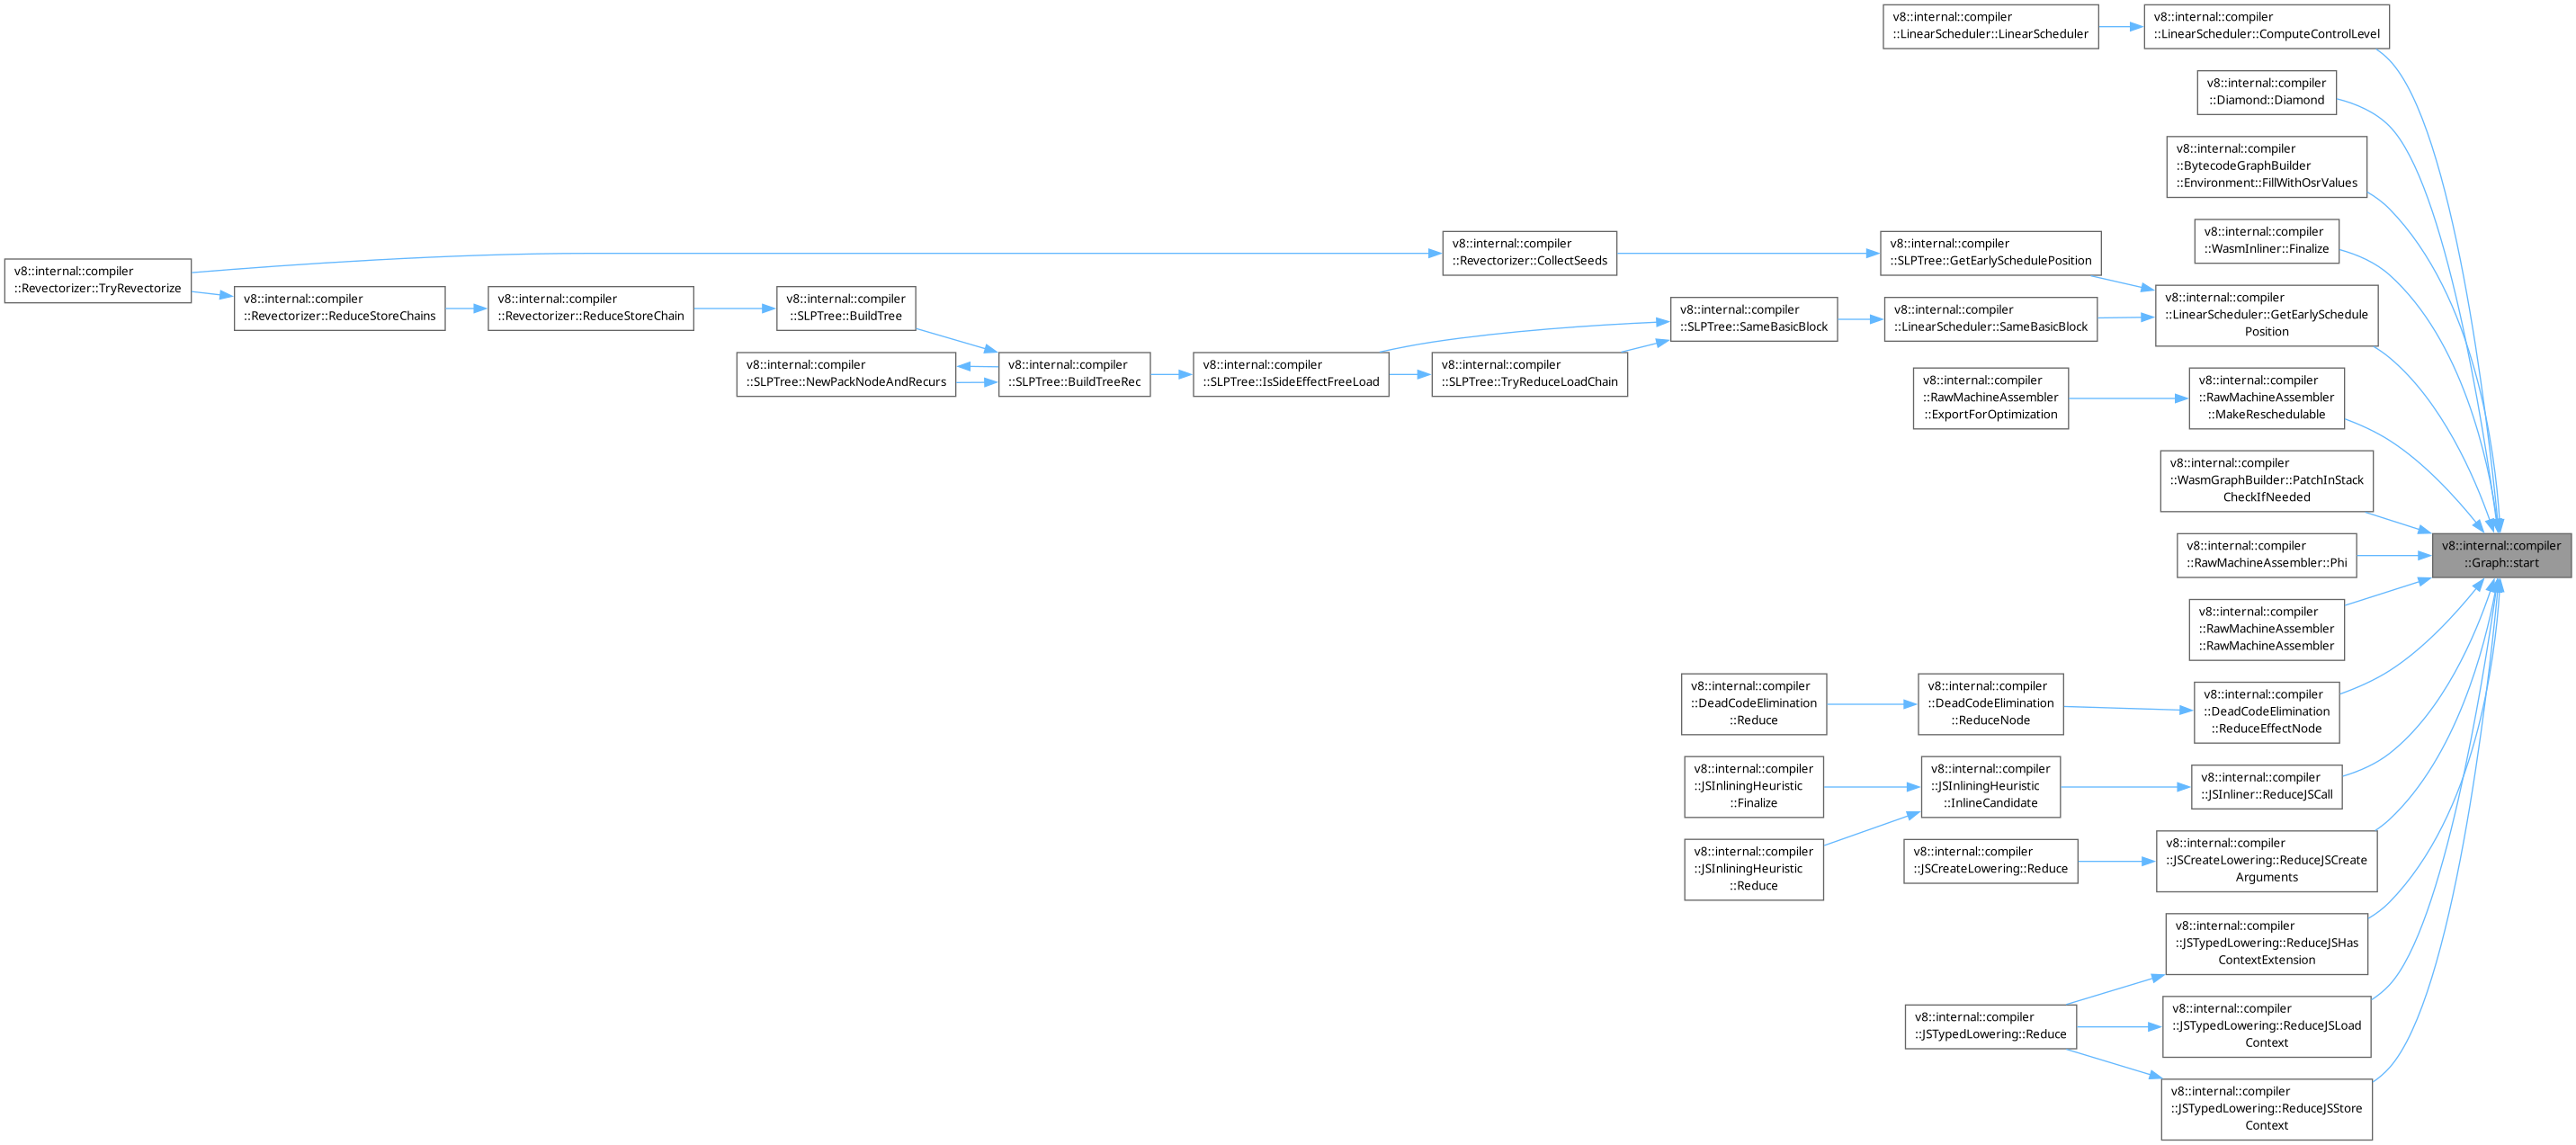 v8::internal::compiler
::LinearScheduler::LinearScheduler
v8::internal::compiler
::LinearScheduler::ComputeControlLevel
v8::internal::compiler
::Diamond::Diamond
v8::internal::compiler
::BytecodeGraphBuilder
::Environment::FillWithOsrValues
v8::internal::compiler
::WasmInliner::Finalize
v8::internal::compiler
::Revectorizer::TryRevectorize
v8::internal::compiler
::Revectorizer::CollectSeeds
v8::internal::compiler
::SLPTree::GetEarlySchedulePosition
v8::internal::compiler
::Revectorizer::ReduceStoreChains
v8::internal::compiler
::Revectorizer::ReduceStoreChain
v8::internal::compiler
::SLPTree::BuildTree
v8::internal::compiler
::SLPTree::SameBasicBlock
v8::internal::compiler
::LinearScheduler::SameBasicBlock
v8::internal::compiler
::LinearScheduler::GetEarlySchedule
Position
v8::internal::compiler
::SLPTree::NewPackNodeAndRecurs
v8::internal::compiler
::SLPTree::BuildTreeRec
v8::internal::compiler
::SLPTree::IsSideEffectFreeLoad
v8::internal::compiler
::SLPTree::TryReduceLoadChain
v8::internal::compiler
::RawMachineAssembler
::ExportForOptimization
v8::internal::compiler
::RawMachineAssembler
::MakeReschedulable
v8::internal::compiler
::WasmGraphBuilder::PatchInStack
CheckIfNeeded
v8::internal::compiler
::RawMachineAssembler::Phi
v8::internal::compiler
::Graph::start
v8::internal::compiler
::RawMachineAssembler
::RawMachineAssembler
v8::internal::compiler
::DeadCodeElimination
::Reduce
v8::internal::compiler
::DeadCodeElimination
::ReduceNode
v8::internal::compiler
::DeadCodeElimination
::ReduceEffectNode
v8::internal::compiler
::JSInliningHeuristic
::Finalize
v8::internal::compiler
::JSInliningHeuristic
::InlineCandidate
v8::internal::compiler
::JSInliner::ReduceJSCall
v8::internal::compiler
::JSInliningHeuristic
::Reduce
v8::internal::compiler
::JSCreateLowering::Reduce
v8::internal::compiler
::JSCreateLowering::ReduceJSCreate
Arguments
v8::internal::compiler
::JSTypedLowering::ReduceJSHas
ContextExtension
v8::internal::compiler
::JSTypedLowering::Reduce
v8::internal::compiler
::JSTypedLowering::ReduceJSLoad
Context
v8::internal::compiler
::JSTypedLowering::ReduceJSStore
Context